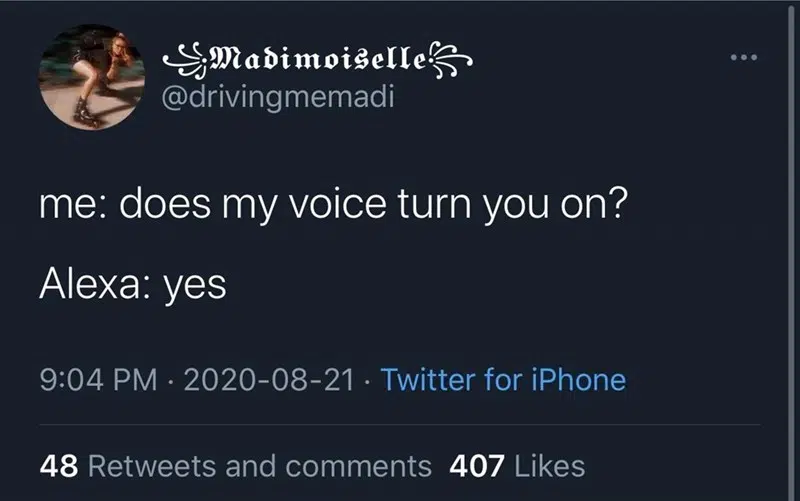 ꧁𝕸𝖆𝖉𝖎𝖒𝖔𝖎𝖘𝖊𝖑𝖑𝖊꧂
@drivingmemadi
me: does my voice turn you on?
Alexa: yes
9:04 PM · 2020-08-21 · Twitter for iPhone
48 Retweets and comments 407 Likes